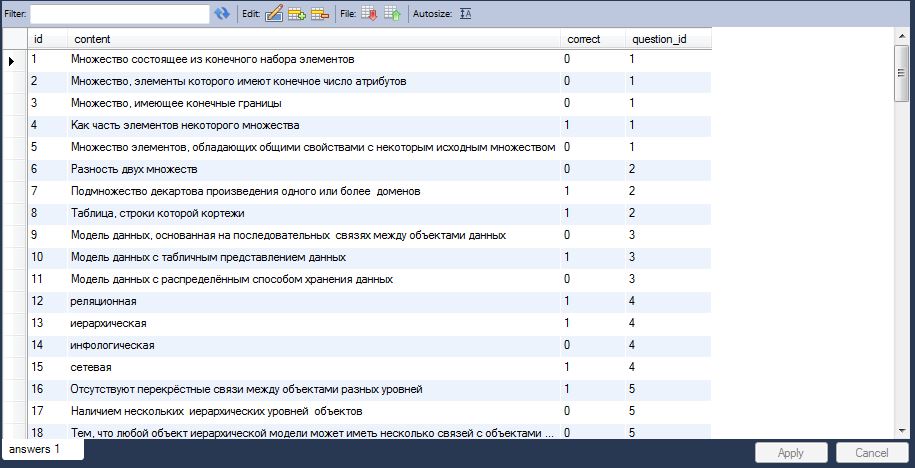 Filter: Edit: File: Autosize:
id content correct question_id
1 Множество состоящее из конечного набора элементов 0 1
2 Множество, элементы которого имеют конечное число атрибутов 0 1
3 Множество, имеющее конечные границы 0 1
4 Как часть элементов некоторого множества 1 1
5 Множество элементов, обладающих общими свойствами с некоторым исходным множеством 0 1
6 Разность двух множеств 0 2
7 Подмножество декартова произведения одного или более доменов 1 2
8 Таблица, строки которой кортежи 1 2
9 Модель данных, основанная на последовательных связях между объектами данных 0 3
10 Модель данных с табличным представлением данных 1 3
11 Модель данных с распределённым способом хранения данных 0 3
12 реляционная 1 4
13 иерархическая 1 4
14 инфологическая 0 4
15 сетевая 1 4
16 Отсутствуют перекрёстные связи между объектами разных уровней 1 5
17 Наличием нескольких иерархических уровней объектов 0 5
18 Тем, что любой объект иерархической модели может иметь несколько связей с объектами ... 0 5
answers 1 Apply Cancel